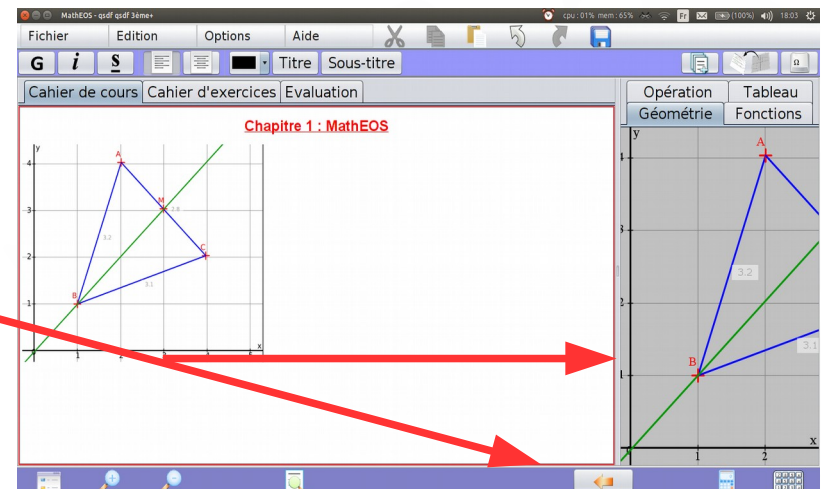 MathEOS - qsdf qsdf 3ème+
cpu : 01% mem : 65% Fr (100%) 18:03
Fichier Edition Options Aide
G i S Titre Sous-titre Ω
Cahier de cours Cahier d'exercices Evaluation
Opération Tableau
Géométrie Fonctions
Chapitre 1 : MathEOS
y
A
4
M
2.8
3
3.2
C
2
3.1
B
1
x
1 2 3 4 5
y
A
4
3
3.2
2
3.1
B
1
x
1 2